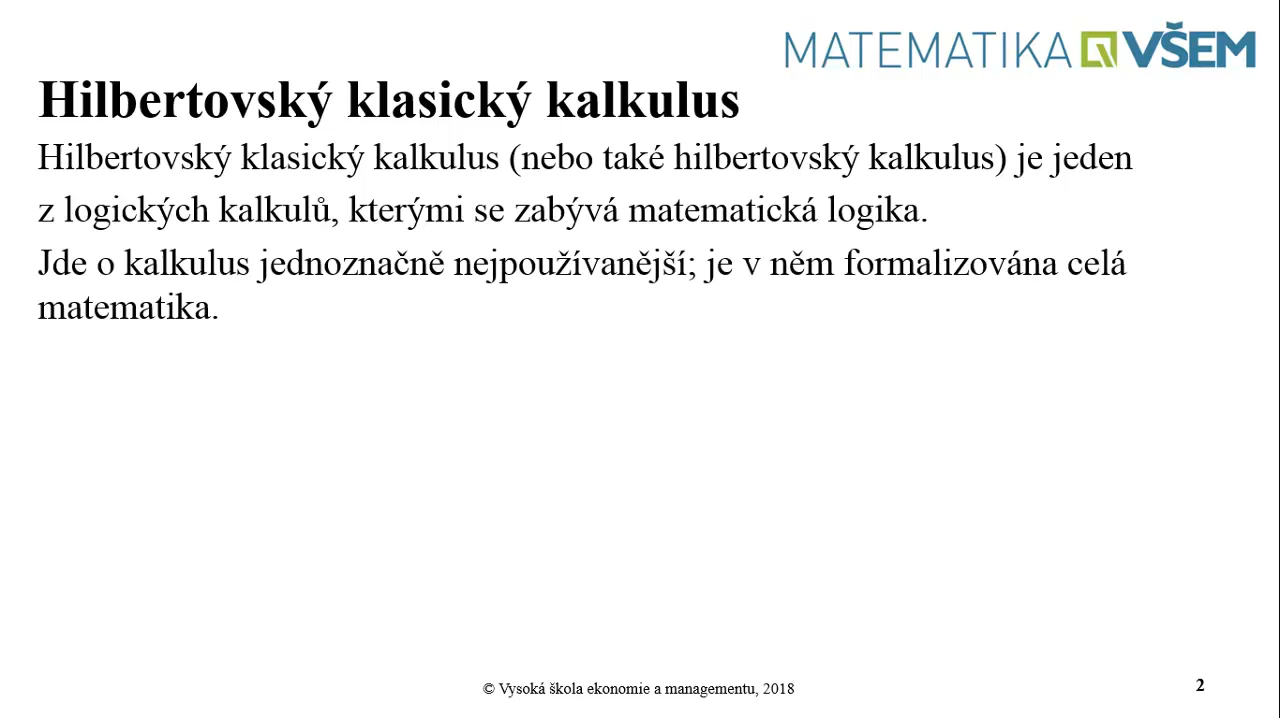 MATEMATIKA VŠEM
Hilbertovský klasický kalkulus
Hilbertovský klasický kalkulus (nebo také hilbertovský kalkulus) je jeden
z logických kalkulů, kterými se zabývá matematická logika.
Jde o kalkulus jednoznačně nejpoužívanější; je v něm formalizována celá
matematika.
© Vysoká škola ekonomie a managementu, 2018
2